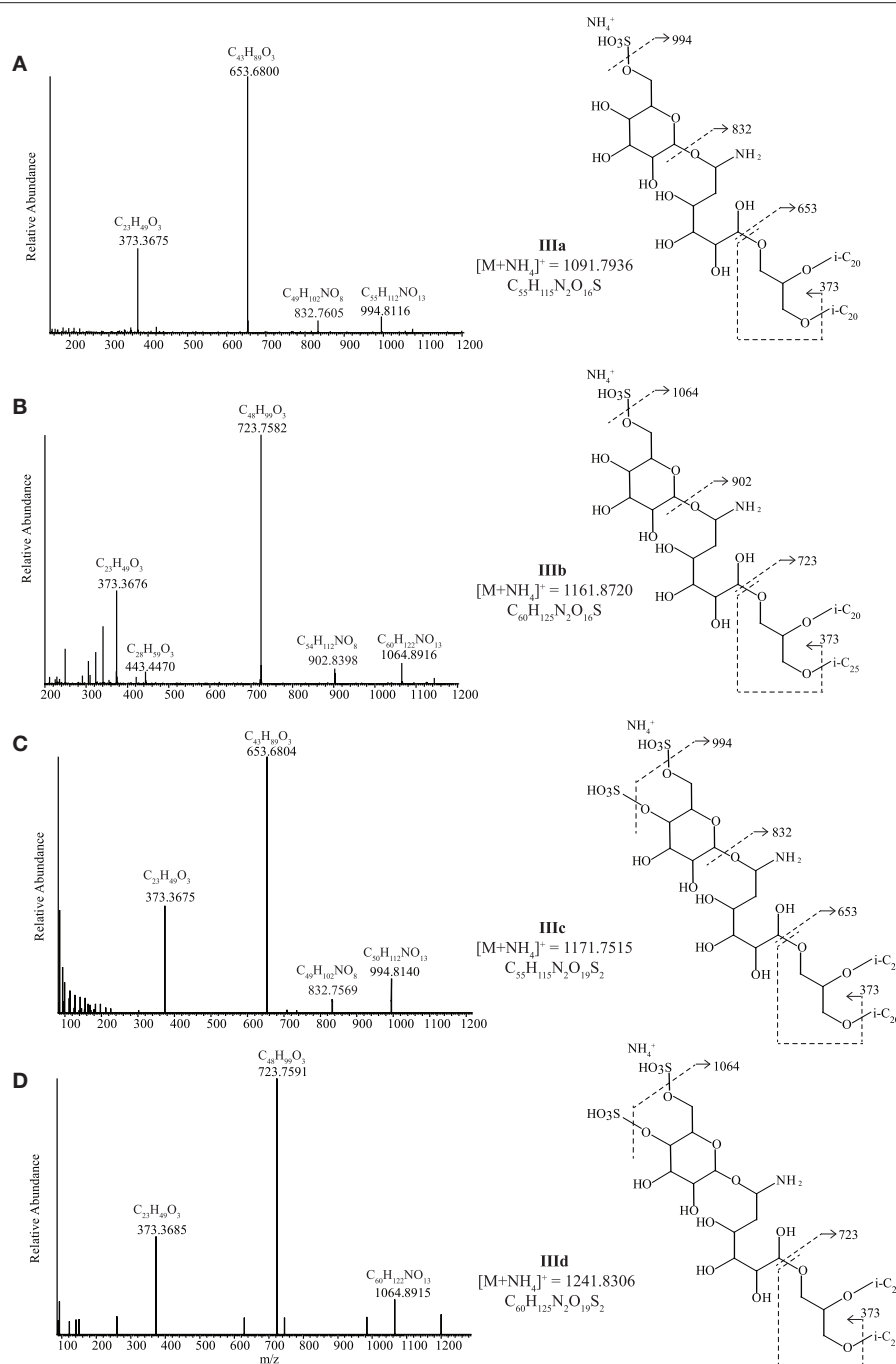 A
Relative Abundance
C₂₃H₄₉O₃
373.3675
C₄₃H₈₉O₃
653.6800
C₄₉H₁₀₂NO₈
832.7605
C₅₅H₁₁₂NO₁₃
994.8116
200 300 400 500 600 700 800 900 1000 1100 1200
IIIa
[M+NH₄]⁺ = 1091.7936
C₅₅H₁₁₅N₂O₁₆S
NH₄⁺
HO3S
994
O
HO
O
832
HO
O
NH₂
HO
HO
OH
653
HO
O
OH
O
i-C₂₀
373
O
i-C₂₀
B
Relative Abundance
C₂₃H₄₉O₃
373.3676
C₂₈H₅₉O₃
443.4470
C₄₈H₉₉O₃
723.7582
C₅₄H₁₁₂NO₈
902.8398
C₆₀H₁₂₂NO₁₃
1064.8916
200 300 400 500 600 700 800 900 1000 1100 1200
IIIb
[M+NH₄]⁺ = 1161.8720
C₆₀H₁₂₅N₂O₁₆S
NH₄⁺
HO3S
1064
O
HO
O
902
HO
O
NH₂
HO
HO
OH
723
HO
O
OH
O
i-C₂₀
373
O
i-C₂₅
C
Relative Abundance
C₂₃H₄₉O₃
373.3675
C₄₃H₈₉O₃
653.6804
C₄₉H₁₀₂NO₈
832.7569
C₅₀H₁₁₂NO₁₃
994.8140
100 200 300 400 500 600 700 800 900 1000 1100 1200
IIIc
[M+NH₄]⁺ = 1171.7515
C₅₅H₁₁₅N₂O₁₉S₂
NH₄⁺
HO3S
994
O
HO3S
O
O
832
HO
O
NH₂
HO
HO
OH
653
HO
O
OH
O
i-C₂
373
O
D
Relative Abundance
C₂₃H₄₉O₃
373.3685
C₄₈H₉₉O₃
723.7591
C₆₀H₁₂₂NO₁₃
1064.8915
100 200 300 400 500 600 700 800 900 1000 1100 1200
m/z
IIId
[M+NH₄]⁺ = 1241.8306
C₆₀H₁₂₅N₂O₁₉S₂
NH₄⁺
HO3S
1064
O
HO3S
O
O
HO
O
NH₂
HO
HO
OH
723
HO
O
OH
O
i-C₂
373
O
i-C₂